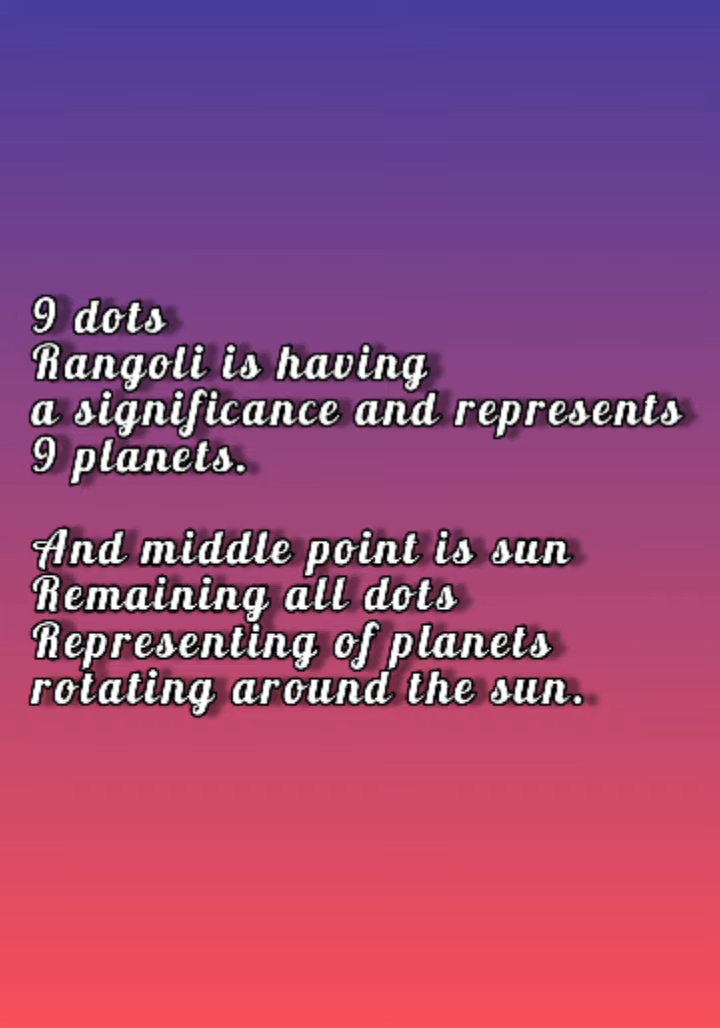 9 dots
Rangoli is having
a significance and represents
9 planets.
And middle point is sun
Remaining all dots
Representing of planets
rotating around the sun.